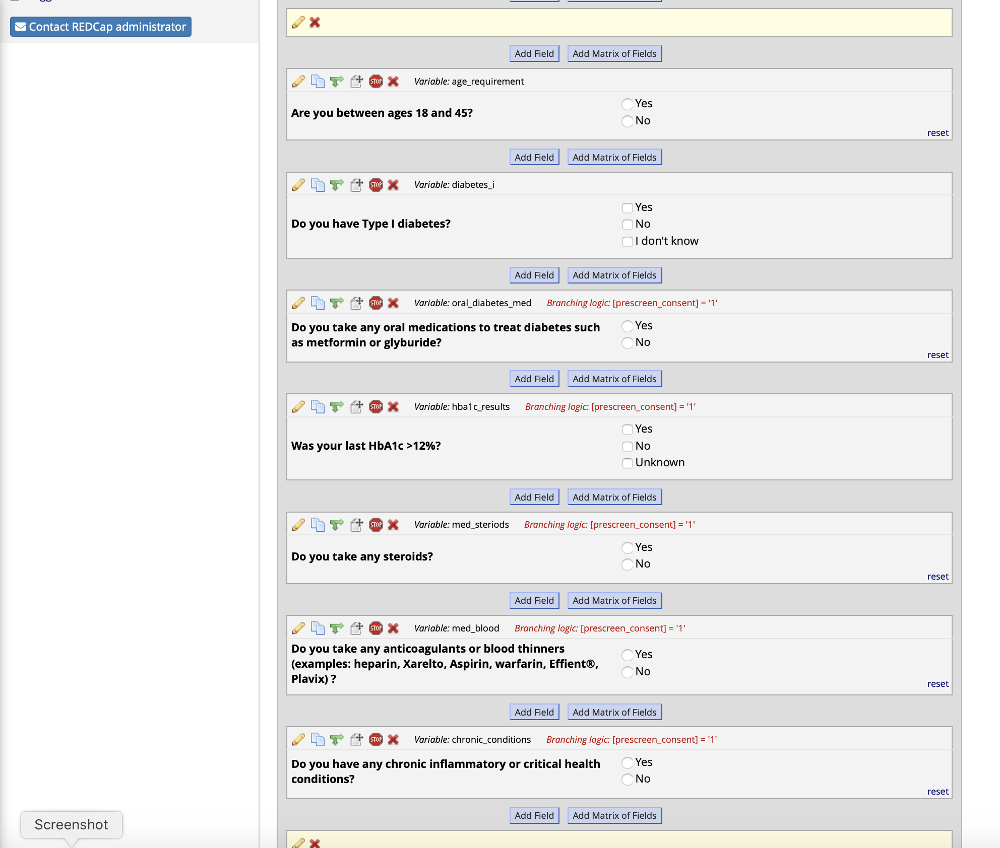 Contact REDCap administrator
Add Field Add Matrix of Fields
STOP Variable: age_requirement
Are you between ages 18 and 45?
Yes
No
reset
Add Field Add Matrix of Fields
STOP Variable: diabetes_i
Do you have Type I diabetes?
Yes
No
I don't know
Add Field Add Matrix of Fields
STOP Variable: oral_diabetes_med Branching logic: [prescreen_consent] = '1'
Do you take any oral medications to treat diabetes such
as metformin or glyburide?
Yes
No
reset
Add Field Add Matrix of Fields
STOP Variable: hba1c_results Branching logic: [prescreen_consent] = '1'
Was your last HbA1c >12%?
Yes
No
Unknown
Add Field Add Matrix of Fields
STOP Variable: med_steriods Branching logic: [prescreen_consent] = '1'
Do you take any steroids?
Yes
No
reset
Add Field Add Matrix of Fields
STOP Variable: med_blood Branching logic: [prescreen_consent] = '1'
Do you take any anticoagulants or blood thinners
(examples: heparin, Xarelto, Aspirin, warfarin, Effient®,
Plavix) ?
Yes
No
reset
Add Field Add Matrix of Fields
STOP Variable: chronic_conditions Branching logic: [prescreen_consent] = '1'
Do you have any chronic inflammatory or critical health
conditions?
Yes
No
reset
Add Field Add Matrix of Fields
Screenshot